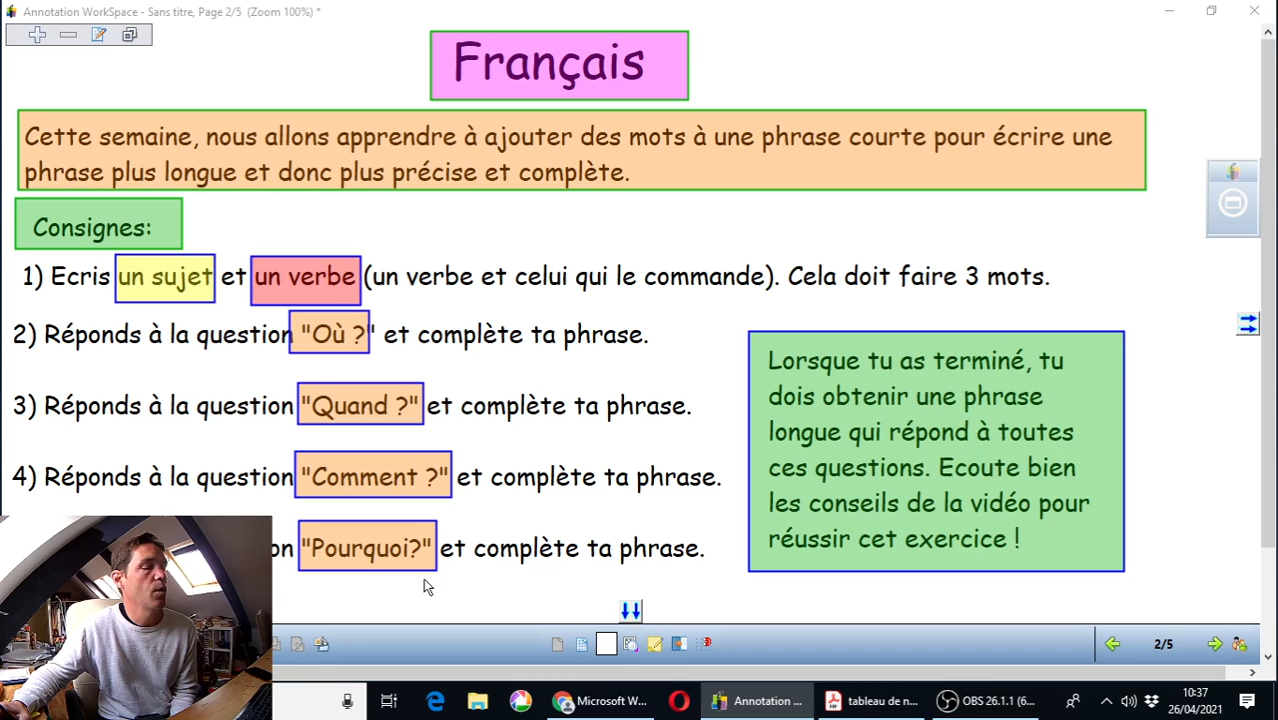 Annotation WorkSpace - Sans titre, Page 2/5 (Zoom 100%) *
Français
Cette semaine, nous allons apprendre à ajouter des mots à une phrase courte pour écrire une
phrase plus longue et donc plus précise et complète.
Consignes:
1) Ecris un sujet et un verbe (un verbe et celui qui le commande). Cela doit faire 3 mots.
2) Réponds à la question "Où ?" et complète ta phrase.
3) Réponds à la question "Quand ?" et complète ta phrase.
4) Réponds à la question "Comment ?" et complète ta phrase.
on "Pourquoi?" et complète ta phrase.
Lorsque tu as terminé, tu
dois obtenir une phrase
longue qui répond à toutes
ces questions. Ecoute bien
les conseils de la vidéo pour
réussir cet exercice !
2/5
Microsoft W...
Annotation ...
tableau de n...
OBS 26.1.1 (6...
10:37
26/04/2021